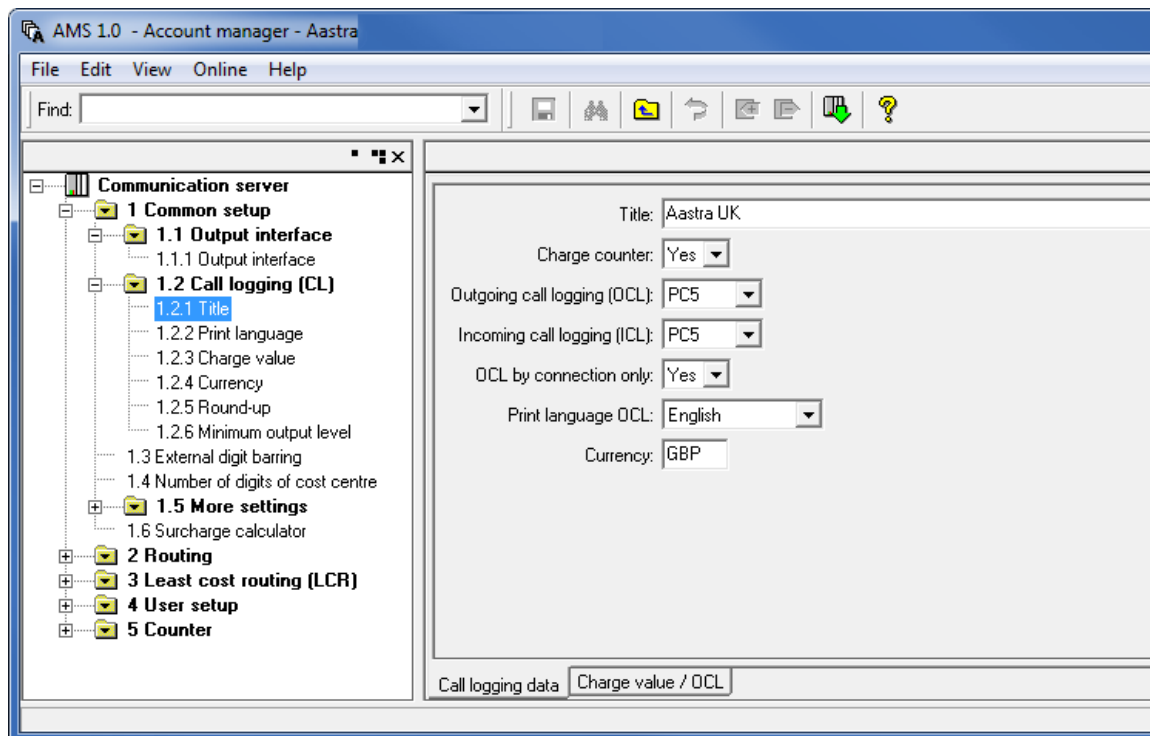 AMS 1.0 - Account manager - Aastra
File Edit View Online Help
Find:
Communication server
1 Common setup
1.1 Output interface
1.1.1 Output interface
1.2 Call logging (CL)
1.2.1 Title
1.2.2 Print language
1.2.3 Charge value
1.2.4 Currency
1.2.5 Round-up
1.2.6 Minimum output level
1.3 External digit barring
1.4 Number of digits of cost centre
1.5 More settings
1.6 Surcharge calculator
2 Routing
3 Least cost routing (LCR)
4 User setup
5 Counter
Title: Aastra UK
Charge counter: Yes
Outgoing call logging (OCL): PC5
Incoming call logging (ICL): PC5
OCL by connection only: Yes
Print language OCL: English
Currency: GBP
Call logging data Charge value / OCL